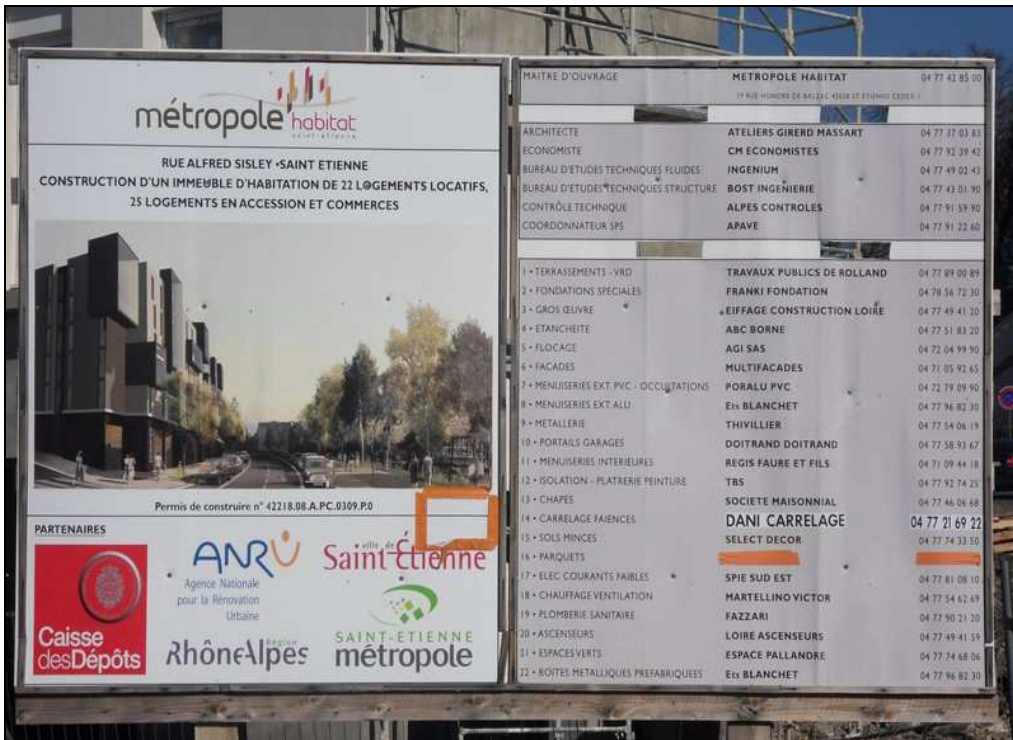 métropole habitat
saint-etienne
RUE ALFRED SISLEY •SAINT ETIENNE
CONSTRUCTION D'UN IMMEUBLE D'HABITATION DE 22 LOGEMENTS LOCATIFS,
25 LOGEMENTS EN ACCESSION ET COMMERCES
Permis de construire n° 42218.08.A.PC.0309.P.0
PARTENAIRES
Caisse
desDépôts
ANRU
Agence Nationale
pour la Rénovation
Urbaine
RhôneAlpes Région
ville de
Saint-Étienne
SAINT-ETIENNE
métropole
MAITRE D'OUVRAGE METROPOLE HABITAT 04 77 42 85 00
19 RUE HONORE DE BALZAC 42028 ST ETIENNE CEDEX 1
ARCHITECTE ATELIERS GIRERD MASSART 04 77 37 03 83
ECONOMISTE CM ECONOMISTES 04 77 92 39 42
BUREAU D'ETUDES TECHNIQUES FLUIDES INGENIUM 04 77 49 02 43
BUREAU D'ETUDES TECHNIQUES STRUCTURE BOST INGENIERIE 04 77 43 01 90
CONTRÔLE TECHNIQUE ALPES CONTROLES 04 77 91 59 90
COORDONNATEUR SPS APAVE 04 77 91 22 60
1 • TERRASSEMENTS - VRD TRAVAUX PUBLICS DE ROLLAND 04 77 89 00 89
2 • FONDATIONS SPECIALES FRANKI FONDATION 04 78 56 72 30
3 • GROS ŒUVRE EIFFAGE CONSTRUCTION LOIRE 04 77 49 41 20
4 • ETANCHEITE ABC BORNE 04 77 51 83 20
5 • FLOCAGE AGI SAS 04 72 04 99 90
6 • FACADES MULTIFACADES 04 71 05 92 65
7 • MENUISERIES EXT. PVC - OCCULTATIONS PORALU PVC 04 72 79 09 90
8 • MENUISERIES EXT. ALU Ets BLANCHET 04 77 96 82 30
9 • METALLERIE THIVILLIER 04 77 54 06 19
10 • PORTAILS GARAGES DOITRAND DOITRAND 04 77 58 93 67
11 • MENUISERIES INTERIEURES REGIS FAURE ET FILS 04 71 09 44 18
12 • ISOLATION - PLATRERIE PEINTURE TBS 04 77 92 74 25
13 • CHAPES SOCIETE MAISONNIAL 04 77 46 06 68
14 • CARRELAGE FAIENCES DANI CARRELAGE 04 77 21 69 22
15 • SOLS MINCES SELECT DECOR 04 77 74 33 50
16 • PARQUETS
17 • ELEC COURANTS FAIBLES SPIE SUD EST 04 77 81 08 10
18 • CHAUFFAGE VENTILATION MARTELLINO VICTOR 04 77 54 62 69
19 • PLOMBERIE SANITAIRE FAZZARI 04 77 90 21 20
20 • ASCENSEURS LOIRE ASCENSEURS 04 77 49 41 59
21 • ESPACES VERTS ESPACE PALLANDRE 04 77 74 68 06
22 • BOITES METALLIQUES PREFABRIQUEES Ets BLANCHET 04 77 96 82 30